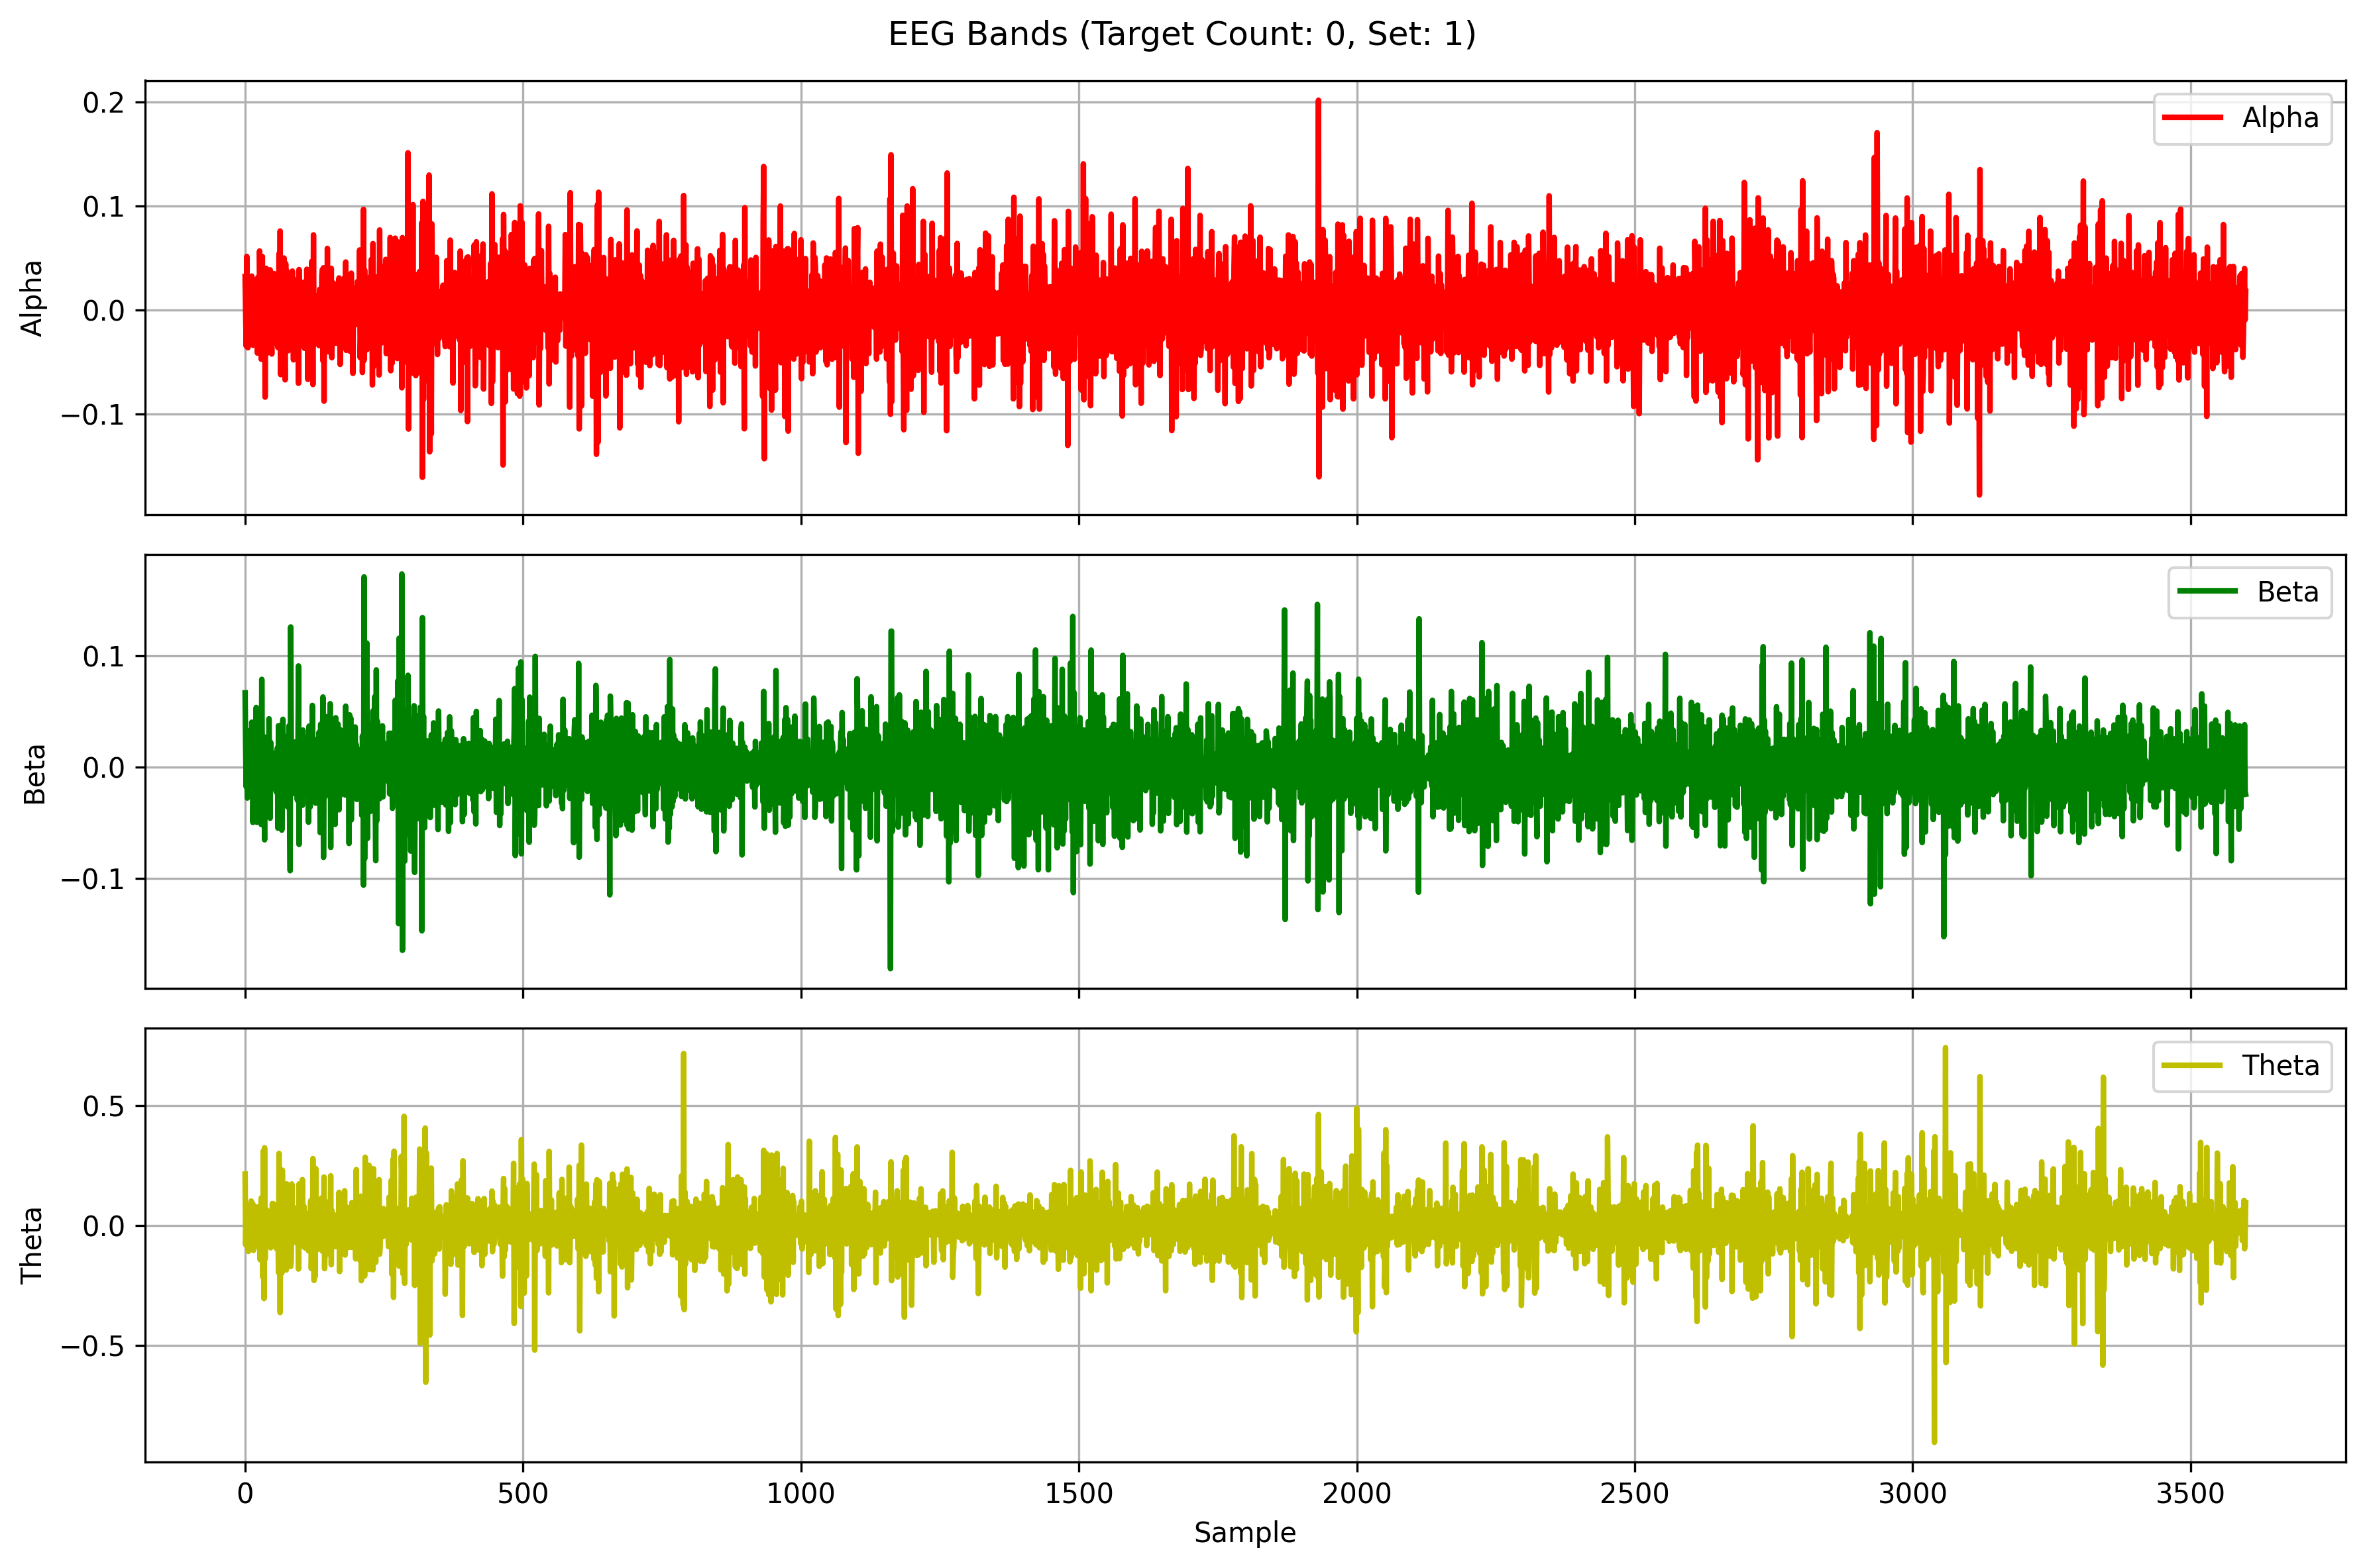 EEG Bands (Target Count: 0, Set: 1)
0.2
0.1
0.0
−0.1
Alpha
Alpha
0.1
0.0
−0.1
Beta
Beta
0.5
0.0
−0.5
Theta
Theta
0 500 1000 1500 2000 2500 3000 3500
Sample